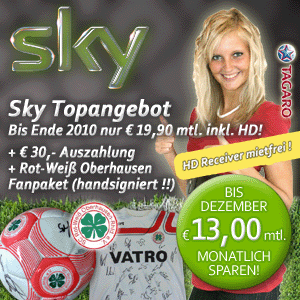 sky
TAGARO
Sky Topangebot
Bis Ende 2010 nur € 19,90 mtl. inkl. HD!
+ € 30,- Auszahlung
+ Rot-Weiß Oberhausen
Fanpaket (handsigniert !!)
HD Receiver mietfrei !
BIS
DEZEMBER
€ 13,00 mtl.
MONATLICH
SPAREN!
VATRO